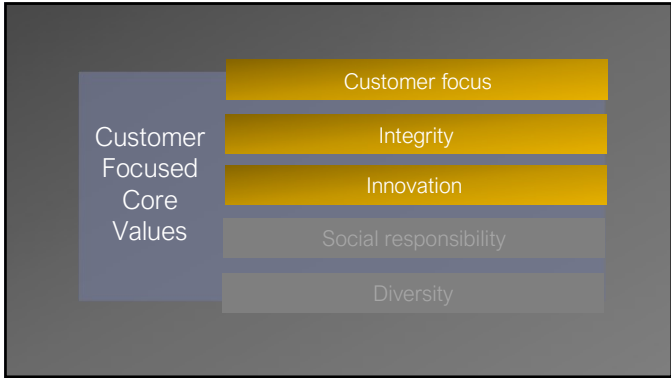 Customer
Focused
Core
Values
Customer focus
Integrity
Innovation
Social responsibility
Diversity